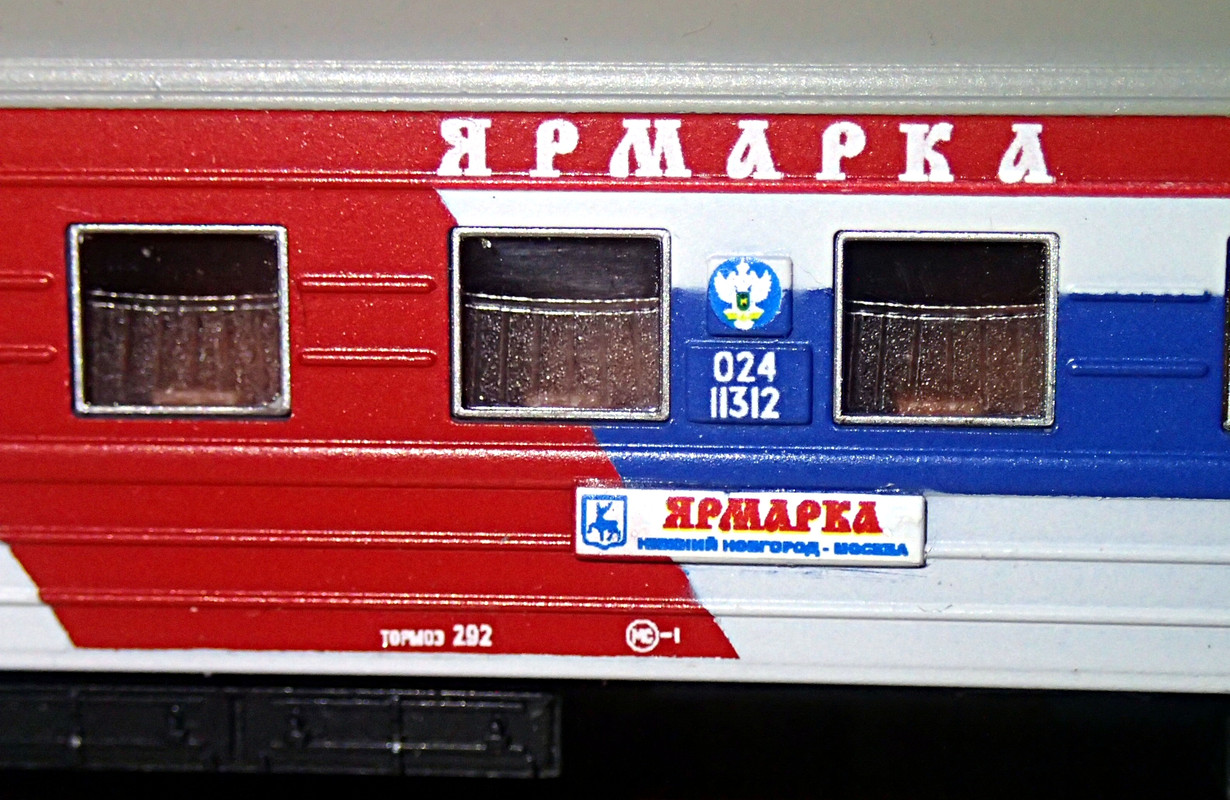 ЯРМАРКА
024
11312
ЯРМАРКА
НИЖНИЙ НОВГОРОД - МОСКВА
ТОРМОЗ 292
МС-1